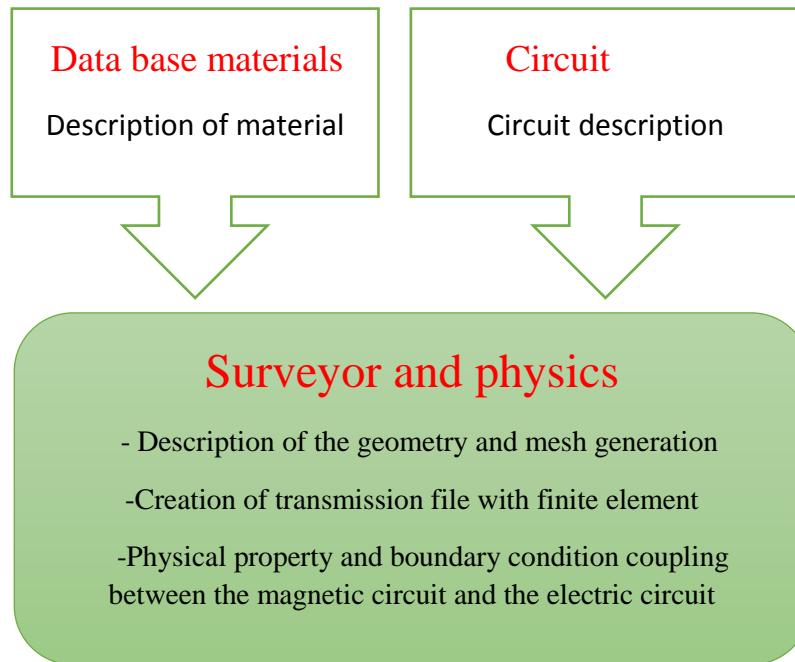 Data base materials
Description of material
Circuit
Circuit description
Surveyor and physics
- Description of the geometry and mesh generation
-Creation of transmission file with finite element
-Physical property and boundary condition coupling
between the magnetic circuit and the electric circuit